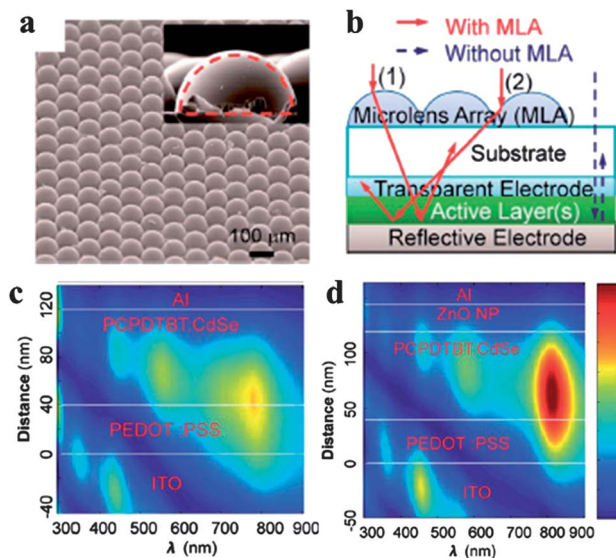 a
100 μm
b
With MLA
Without MLA
(1)
(2)
Microlens Array (MLA)
Substrate
Transparent Electrode
Active Layer(s)
Reflective Electrode
c
Al
PCPDTBT:CdSe
PEDOT :PSS
ITO
Distance (nm)
120
80
40
0
-40
300 400 500 600 700 800 900
λ (nm)
d
Al
ZnO NP
PCPDTBT:CdSe
PEDOT :PSS
ITO
Distance (nm)
100
50
0
-50
300 400 500 600 700 800 900
λ (nm)